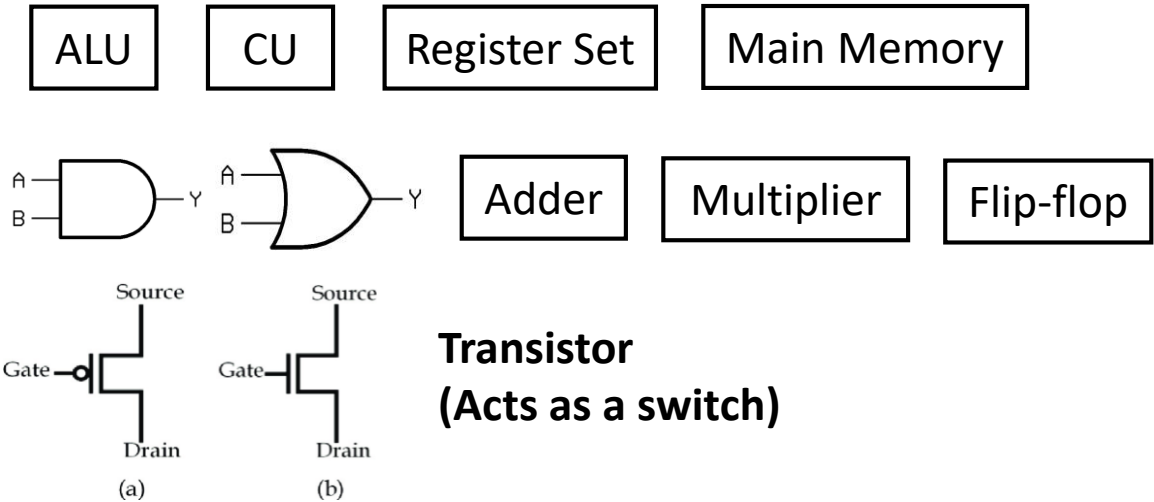 ALU CU Register Set Main Memory
A B Y A B Y Adder Multiplier Flip-flop
Source Source
Gate Gate Transistor
(Acts as a switch)
Drain Drain
(a) (b)